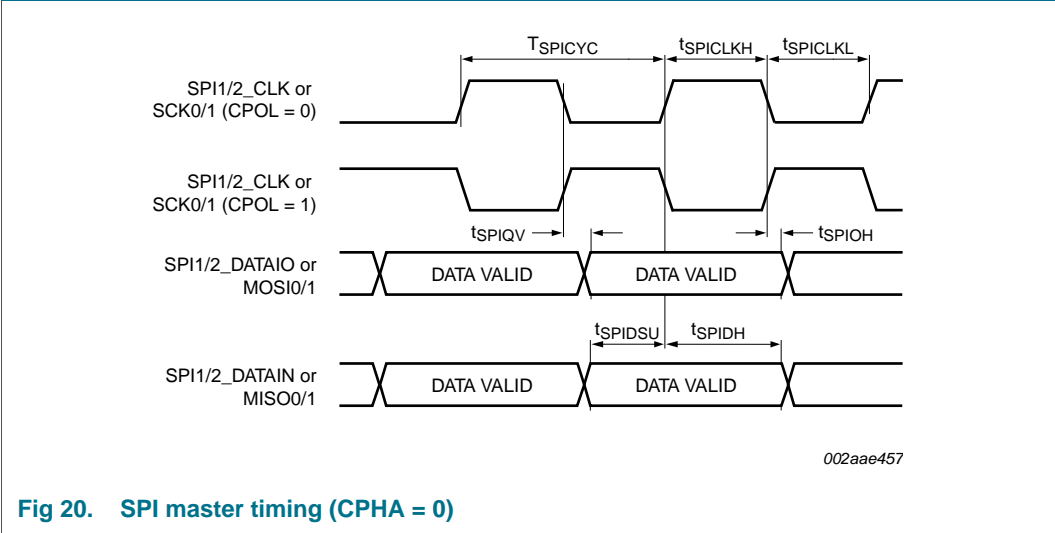 TSPICYC
tSPICLKH
tSPICLKL
SPI1/2_CLK or
SCK0/1 (CPOL = 0)
SPI1/2_CLK or
SCK0/1 (CPOL = 1)
tSPIQV
tSPIOH
SPI1/2_DATAIO or
MOSI0/1
DATA VALID
DATA VALID
tSPIDSU
tSPIDH
SPI1/2_DATAIN or
MISO0/1
DATA VALID
DATA VALID
002aae457
Fig 20. SPI master timing (CPHA = 0)